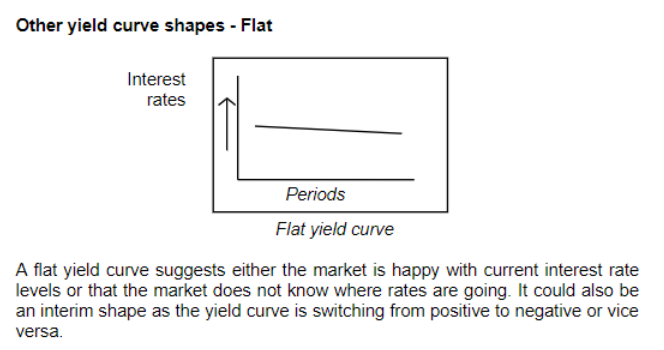 Other yield curve shapes - Flat
Interest
rates
Periods
Flat yield curve
A flat yield curve suggests either the market is happy with current interest rate
levels or that the market does not know where rates are going. It could also be
an interim shape as the yield curve is switching from positive to negative or vice
versa.